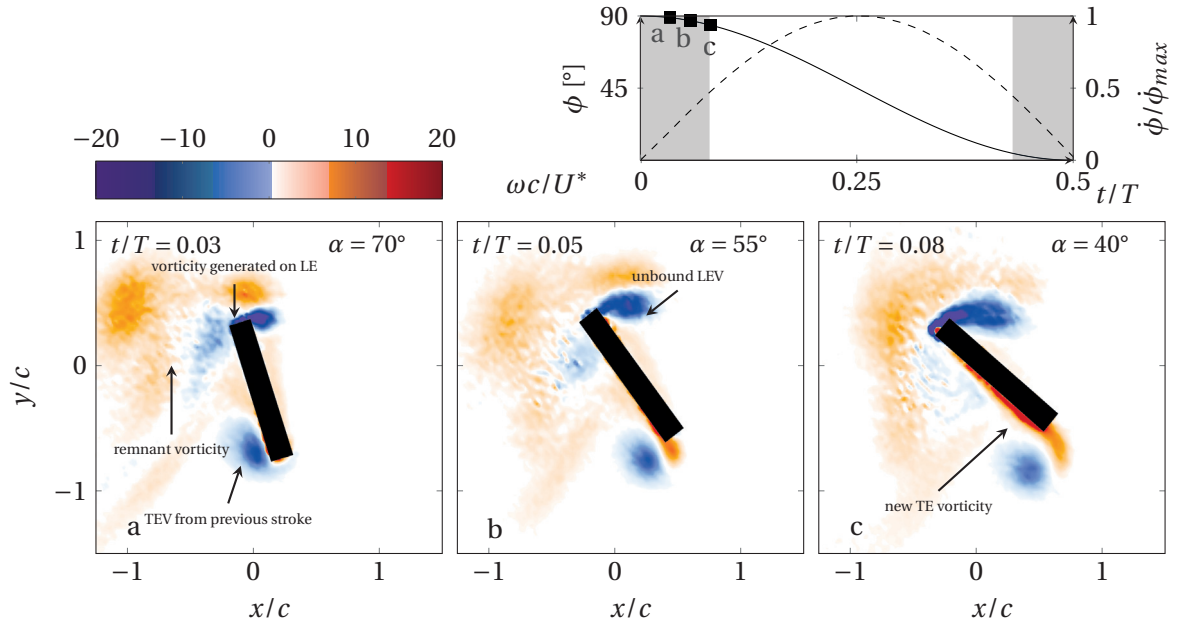 90
45
ϕ [°]
a
b
c
1
0.5
0
ϕ̇/ϕ̇max
0
0.25
0.5
t/T
−20
−10
0
10
20
ωc/U*
1
0
−1
y/c
t/T = 0.03
α = 70°
vorticity generated on LE
remnant vorticity
TEV from previous stroke
a
−1
0
1
x/c
t/T = 0.05
α = 55°
unbound LEV
b
−1
0
1
x/c
t/T = 0.08
α = 40°
new TE vorticity
c
−1
0
1
x/c